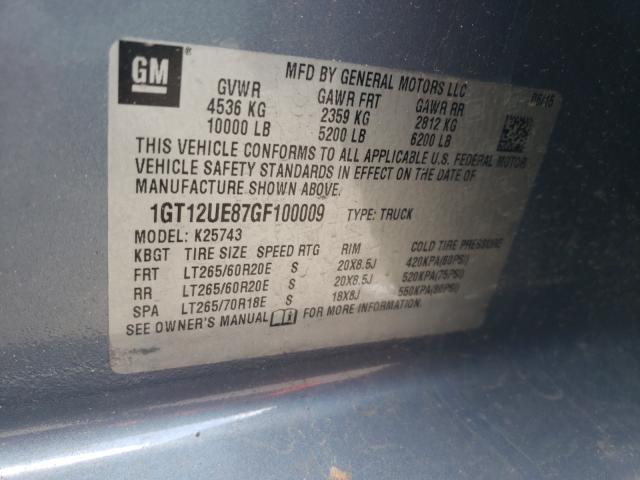 GM
MFD BY GENERAL MOTORS LLC 06/15
GVWR GAWR FRT GAWR RR
4536 KG 2359 KG 2812 KG
10000 LB 5200 LB 6200 LB
THIS VEHICLE CONFORMS TO ALL APPLICABLE U.S. FEDERAL MOTOR
VEHICLE SAFETY STANDARDS IN EFFECT ON THE DATE OF
MANUFACTURE SHOWN ABOVE.
1GT12UE87GF100009 TYPE: TRUCK
MODEL: K25743
KBGT TIRE SIZE SPEED RTG RIM COLD TIRE PRESSURE
FRT LT265/60R20E S 20X8.5J 420KPA(60PSI)
RR LT265/60R20E S 20X8.5J 520KPA(75PSI)
SPA LT265/70R18E S 18X8J 550KPA(80PSI)
SEE OWNER'S MANUAL FOR MORE INFORMATION.